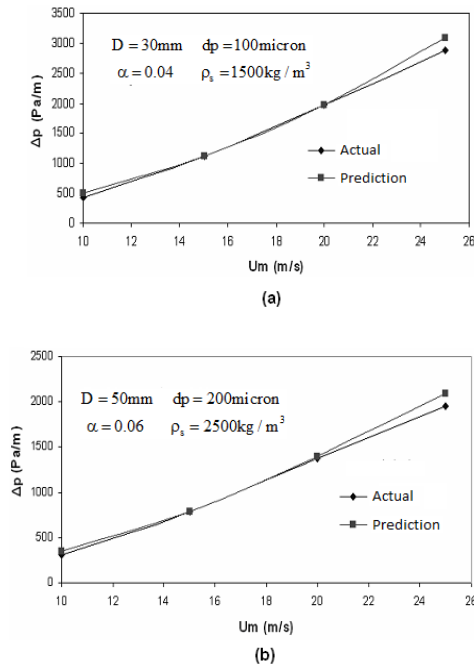 3500
3000
2500
2000
1500
1000
500
0
Δp (Pa/m)
D = 30mm dp = 100micron
α = 0.04 ρs = 1500kg / m³
Actual
Prediction
10 12 14 16 18 20 22 24 26
Um (m/s)
(a)
2500
2000
1500
1000
500
0
Δp (Pa/m)
D = 50mm dp = 200micron
α = 0.06 ρs = 2500kg / m³
Actual
Prediction
10 12 14 16 18 20 22 24 26
Um (m/s)
(b)